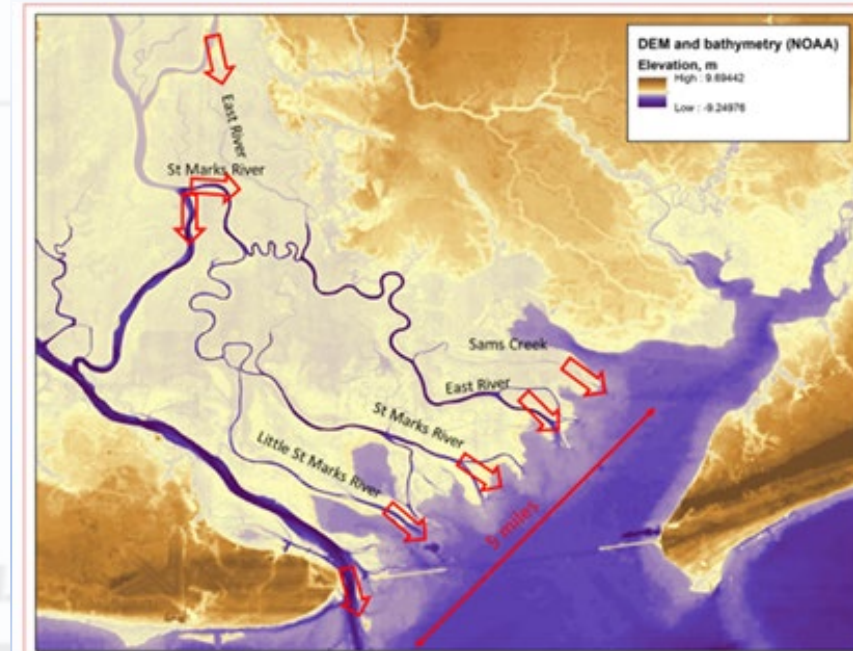 DEM and bathymetry (NOAA)
Elevation, m
High : 9.69442
Low : -9.24976
East River
St Marks River
Sams Creek
East River
St Marks River
Little St Marks River
5 miles